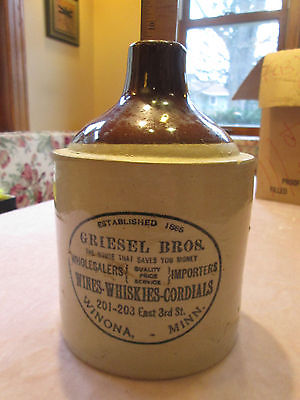 ESTABLISHED 1865
GRIESEL BROS.
THE HOUSE THAT SAVES YOU MONEY
WHOLESALERS { QUALITY PRICE SERVICE } IMPORTERS
WINES-WHISKIES-CORDIALS
201-203 East 3rd St.
WINONA, - MINN.